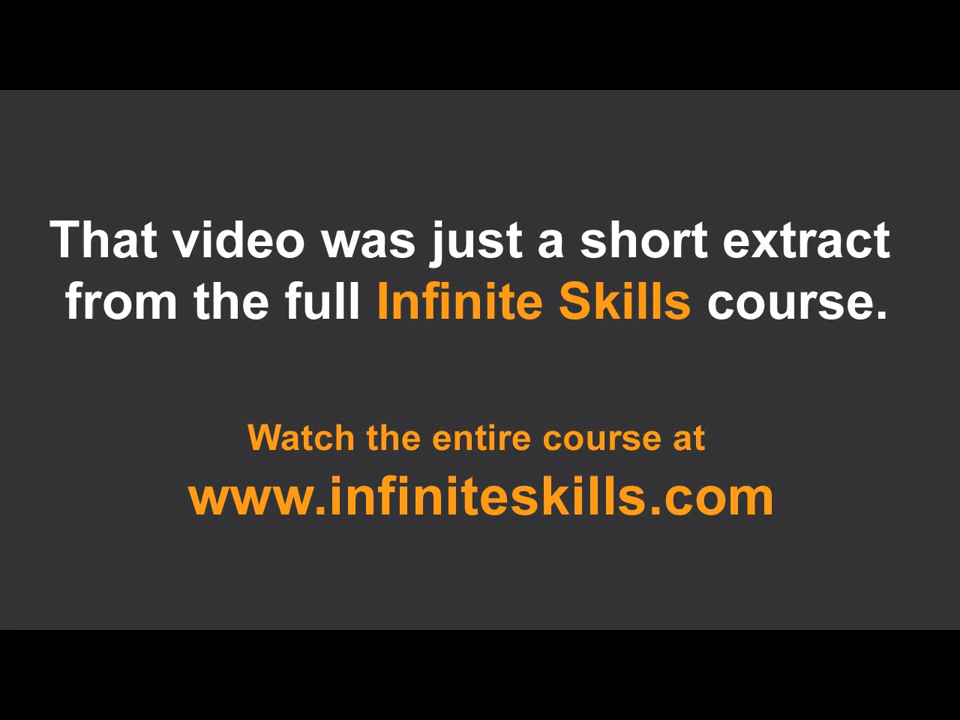 That video was just a short extract
from the full Infinite Skills course.
Watch the entire course at
www.infiniteskills.com